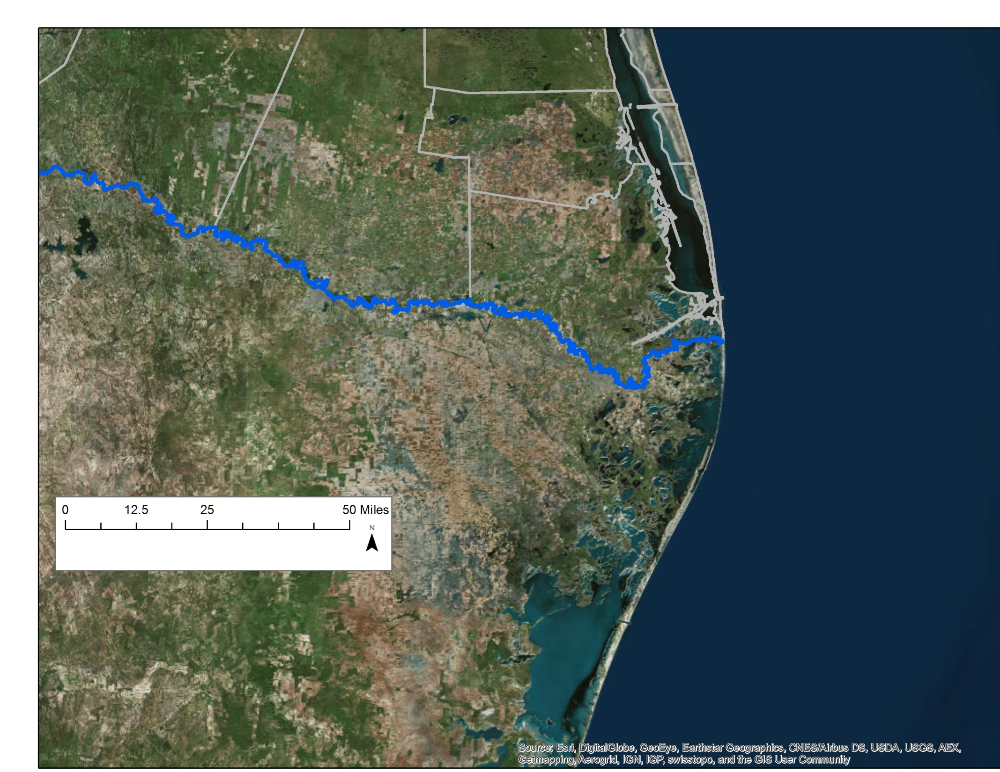 0 12.5 25 50 Miles
N
Source: Esri, DigitalGlobe, GeoEye, Earthstar Geographics, CNES/Airbus DS, USDA, USGS, AEX,
Getmapping, Aerogrid, IGN, IGP, swisstopo, and the GIS User Community